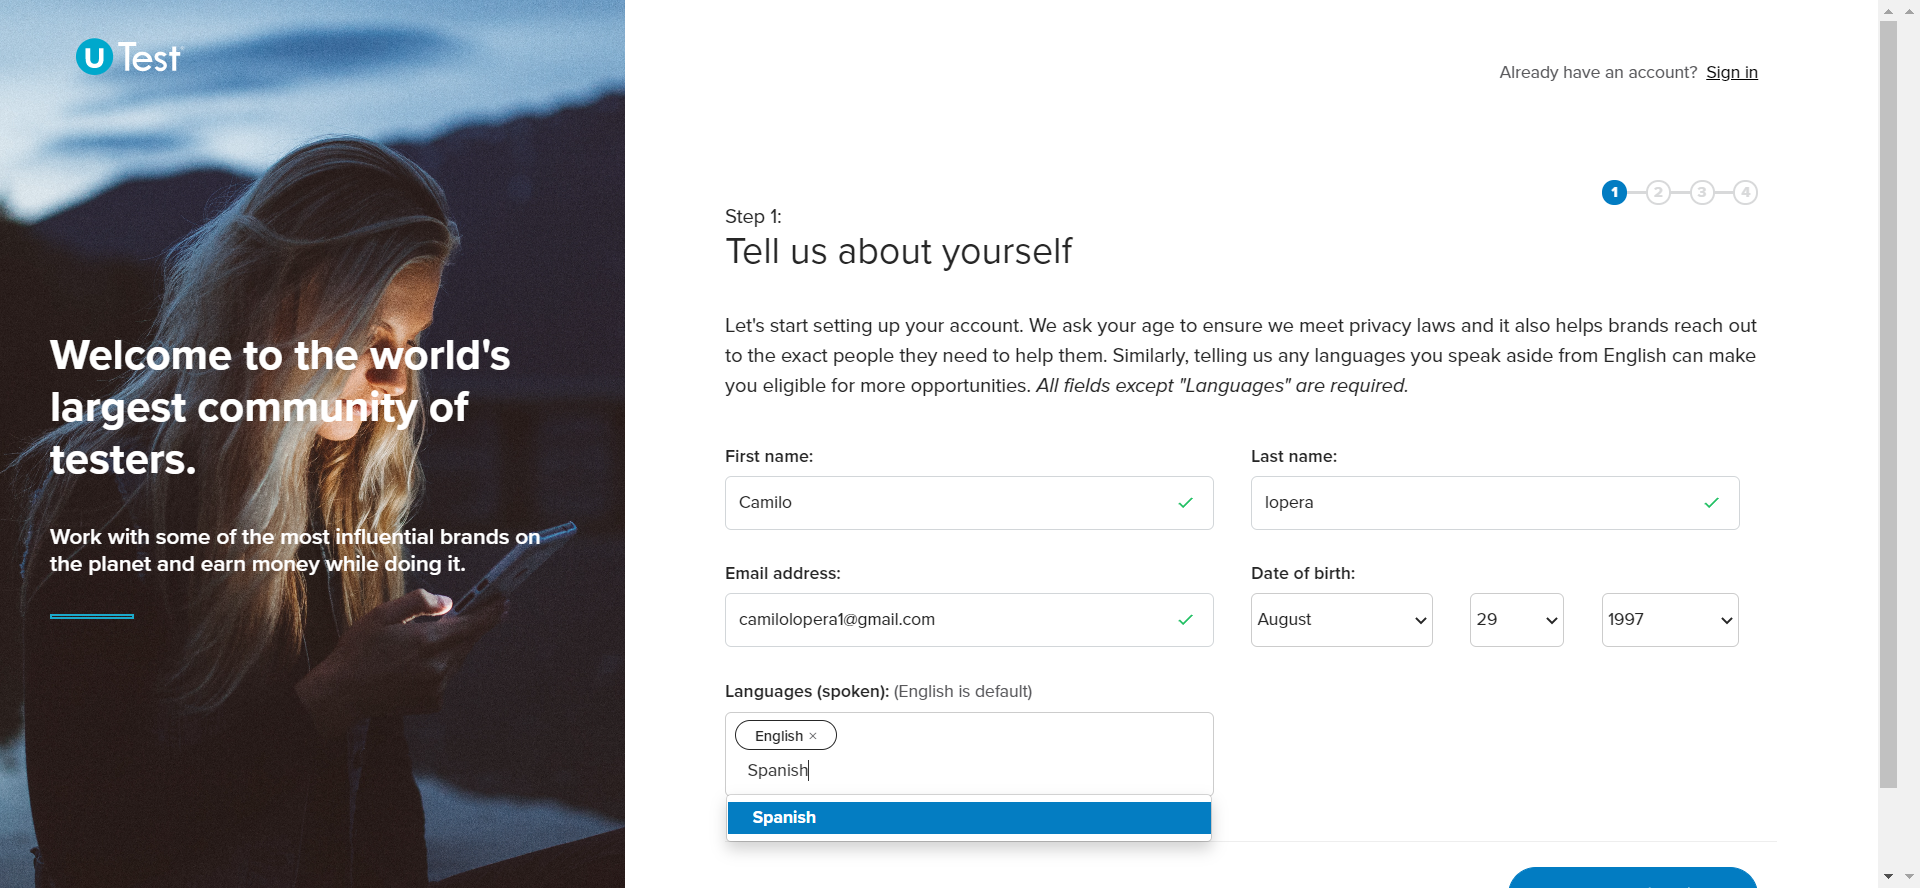 U Test
Welcome to the world's
largest community of
testers.
Work with some of the most influential brands on
the planet and earn money while doing it.
Already have an account? Sign in
1 2 3 4
Step 1:
Tell us about yourself
Let's start setting up your account. We ask your age to ensure we meet privacy laws and it also helps brands reach out
to the exact people they need to help them. Similarly, telling us any languages you speak aside from English can make
you eligible for more opportunities. All fields except "Languages" are required.
First name: Last name:
Camilo lopera
Email address: Date of birth:
camilolopera1@gmail.com August 29 1997
Languages (spoken): (English is default)
English ×
Spanish
Spanish